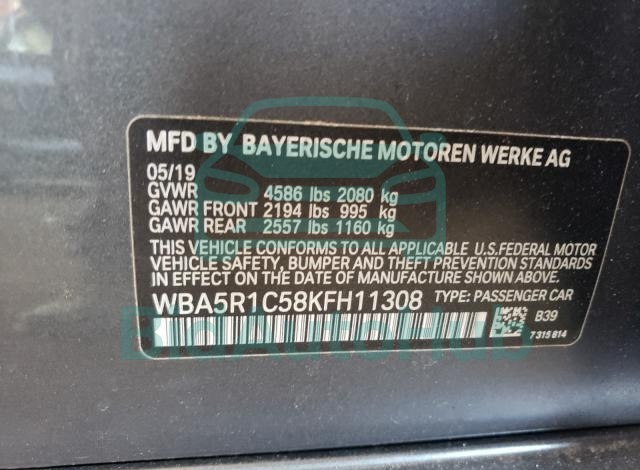 MFD BY BAYERISCHE MOTOREN WERKE AG
05/19
GVWR 4586 lbs 2080 kg
GAWR FRONT 2194 lbs 995 kg
GAWR REAR 2557 lbs 1160 kg
THIS VEHICLE CONFORMS TO ALL APPLICABLE U.S.FEDERAL MOTOR
VEHICLE SAFETY, BUMPER AND THEFT PREVENTION STANDARDS
IN EFFECT ON THE DATE OF MANUFACTURE SHOWN ABOVE.
WBA5R1C58KFH11308 TYPE: PASSENGER CAR
B39
7315814